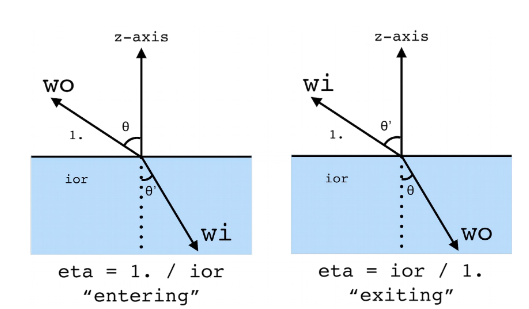 z-axis
wo
θ
1.
ior
θ'
wi
eta = 1. / ior
“entering”
z-axis
wi
θ'
1.
ior
θ
wo
eta = ior / 1.
“exiting”